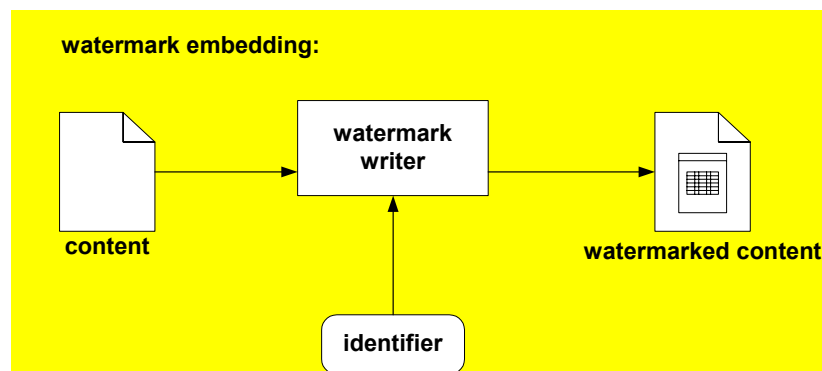 watermark embedding:
watermark
writer
content
watermarked content
identifier